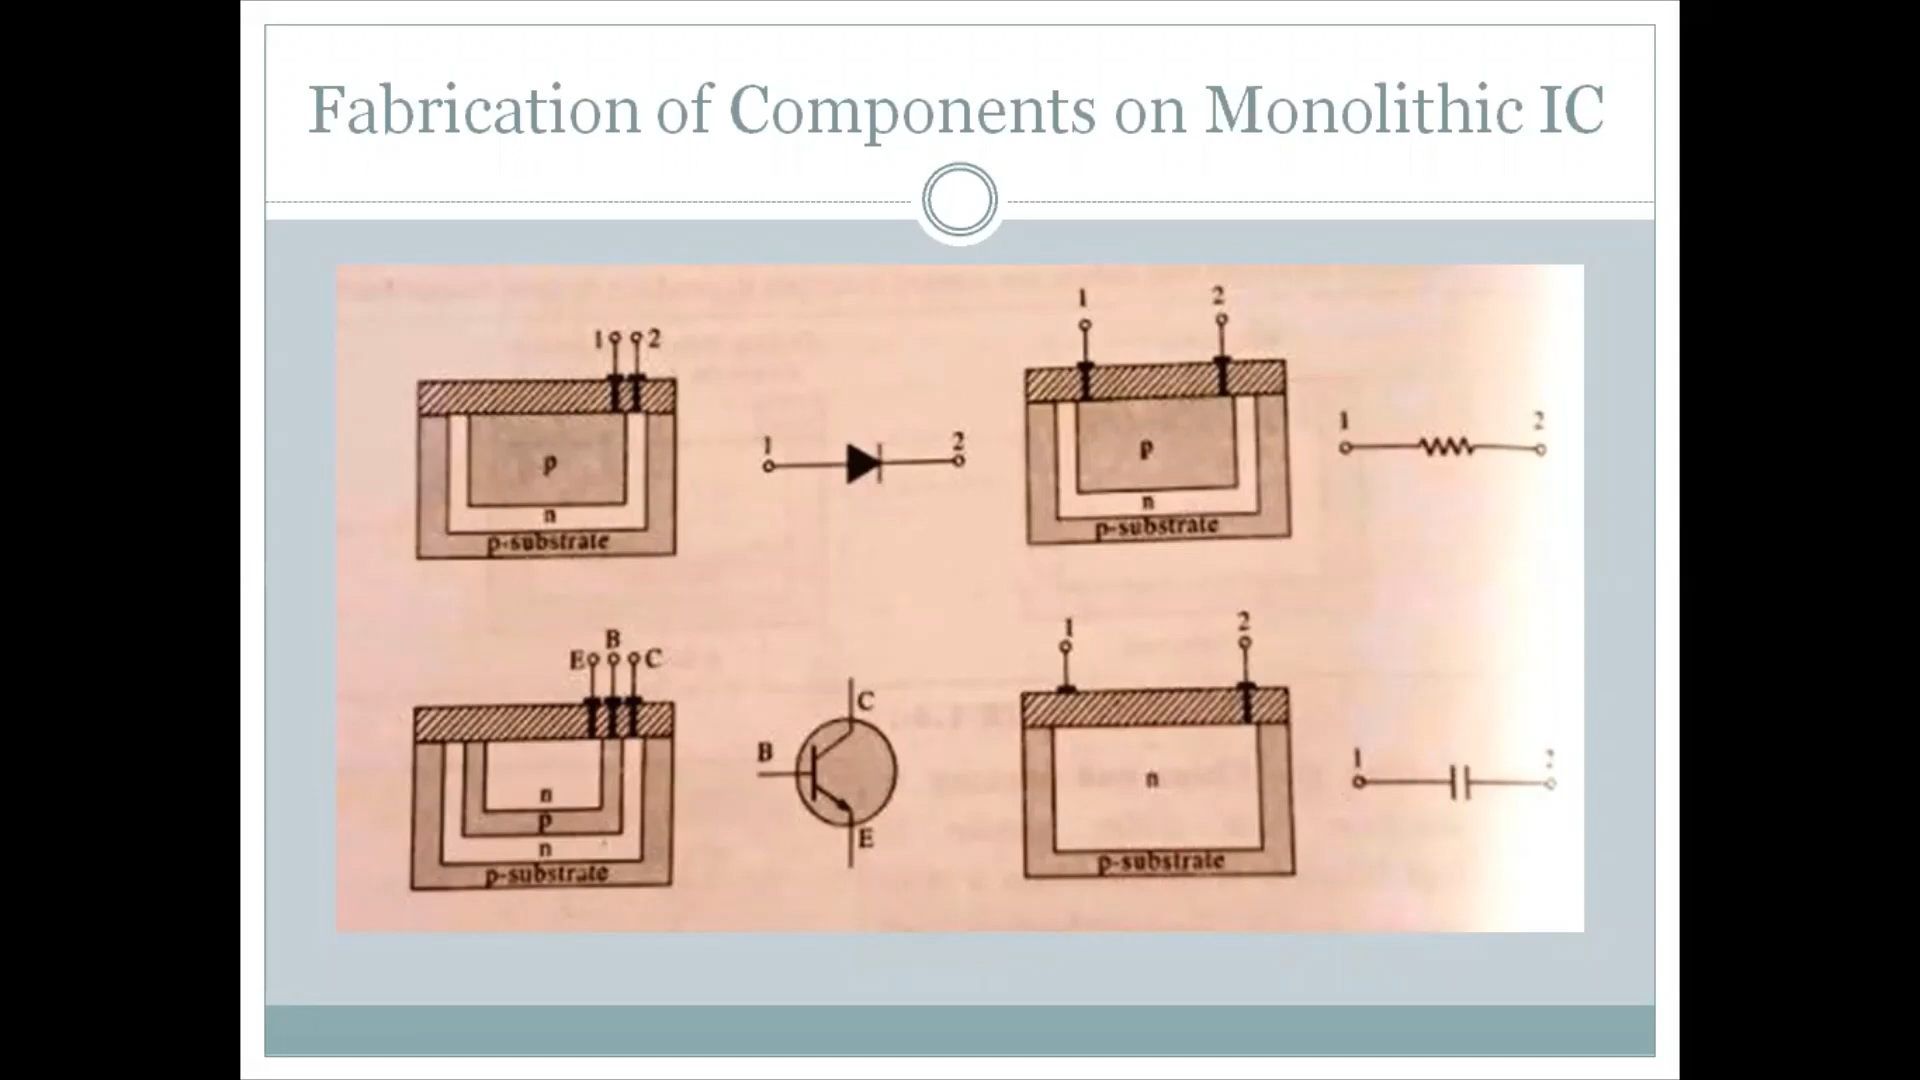 Fabrication of Components on Monolithic IC
1 2
p
n
p-substrate
1 2
1 2
p
n
p-substrate
1 2
E B C
n
p
n
p-substrate
C
B
E
1 2
n
p-substrate
1 2